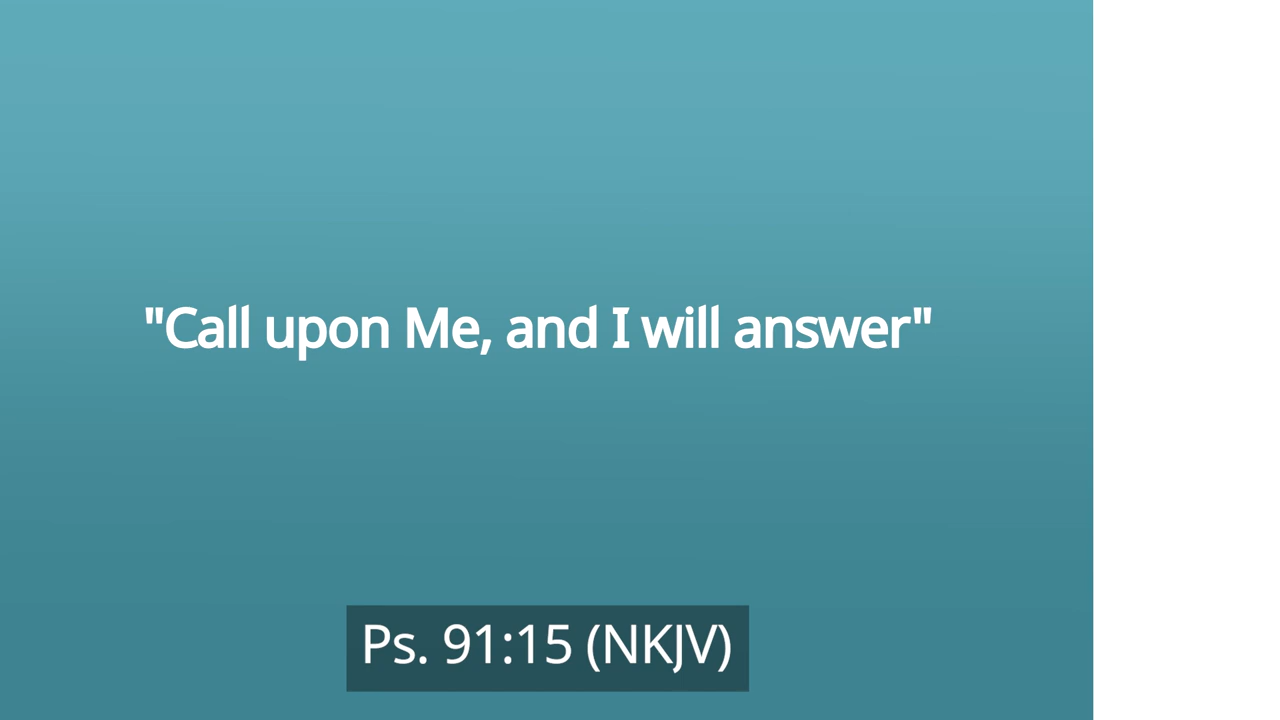 "Call upon Me, and I will answer"
Ps. 91:15 (NKJV)